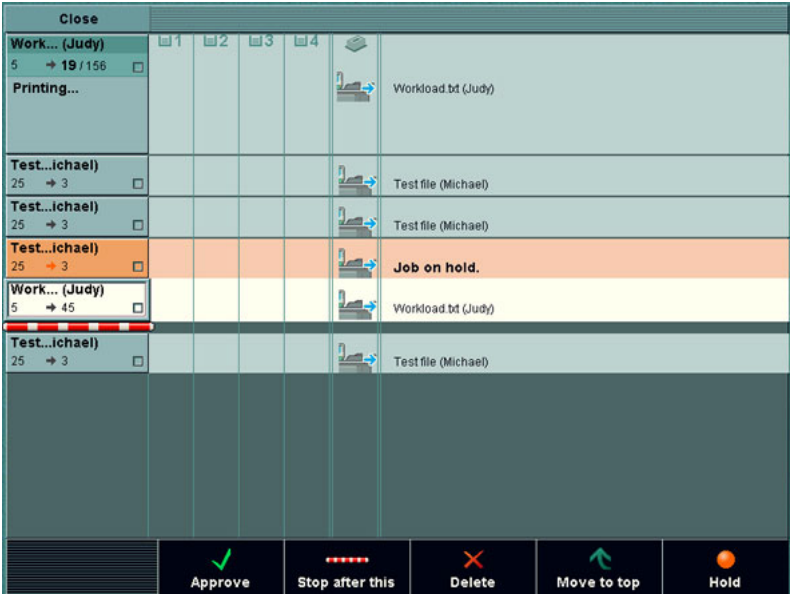 Close
Work... (Judy)
5 → 19 / 156
Printing...
1 2 3 4
Workload.txt (Judy)
Test...ichael)
25 → 3
Test file (Michael)
Test...ichael)
25 → 3
Test file (Michael)
Test...ichael)
25 → 3
Job on hold.
Work... (Judy)
5 → 45
Workload.txt (Judy)
Test...ichael)
25 → 3
Test file (Michael)
Approve
Stop after this
Delete
Move to top
Hold